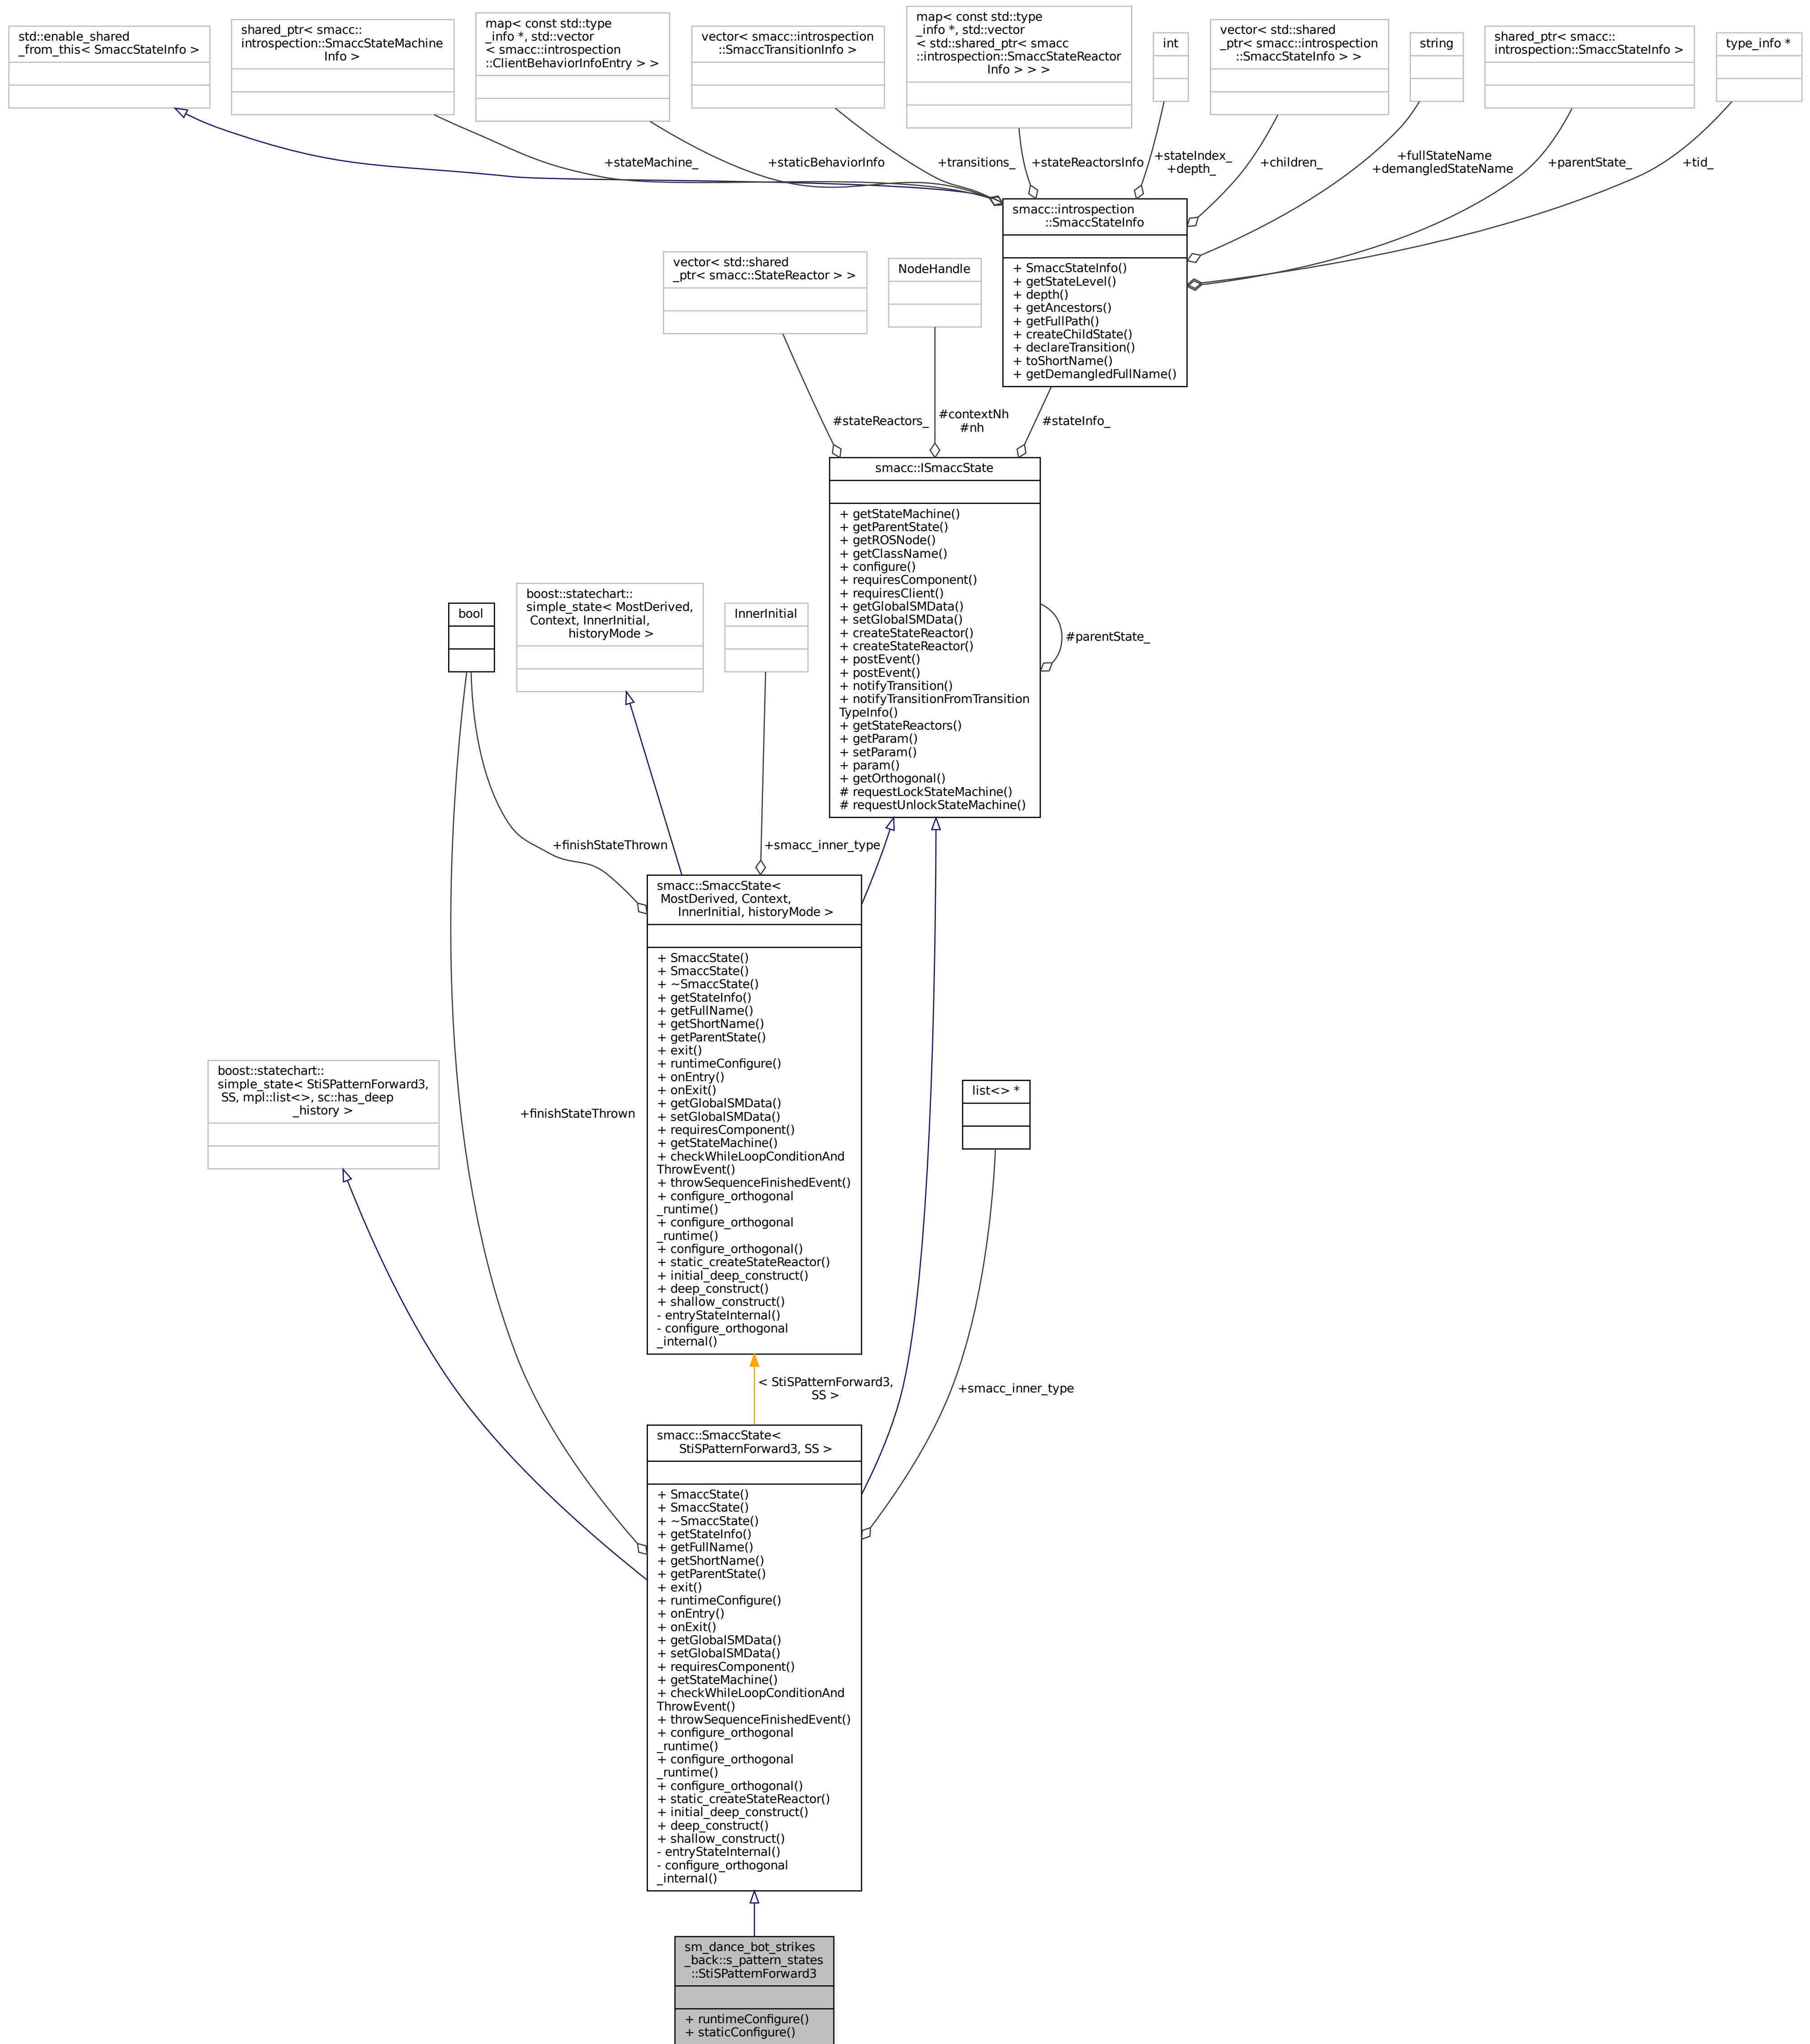 std::enable_shared
_from_this< SmaccStateInfo >
shared_ptr< smacc::
introspection::SmaccStateMachine
Info >
map< const std::type
_info *, std::vector
< smacc::introspection
::ClientBehaviorInfoEntry > >
vector< smacc::introspection
::SmaccTransitionInfo >
map< const std::type
_info *, std::vector
< std::shared_ptr< smacc
::introspection::SmaccStateReactor
Info > > >
int
vector< std::shared
_ptr< smacc::introspection
::SmaccStateInfo > >
string
shared_ptr< smacc::
introspection::SmaccStateInfo >
type_info *
+stateMachine_
+staticBehaviorInfo
+transitions_
+stateReactorsInfo
+stateIndex_
+depth_
+children_
+fullStateName
+demangledStateName
+parentState_
+tid_
smacc::introspection
::SmaccStateInfo
+ SmaccStateInfo()
+ getStateLevel()
+ depth()
+ getAncestors()
+ getFullPath()
+ createChildState()
+ declareTransition()
+ toShortName()
+ getDemangledFullName()
vector< std::shared
_ptr< smacc::StateReactor > >
NodeHandle
#stateReactors_
#contextNh
#nh
#stateInfo_
smacc::ISmaccState
+ getStateMachine()
+ getParentState()
+ getROSNode()
+ getClassName()
+ configure()
+ requiresComponent()
+ requiresClient()
+ getGlobalSMData()
+ setGlobalSMData()
+ createStateReactor()
+ createStateReactor()
+ postEvent()
+ postEvent()
+ notifyTransition()
+ notifyTransitionFromTransition
TypeInfo()
+ getStateReactors()
+ getParam()
+ setParam()
+ param()
+ getOrthogonal()
# requestLockStateMachine()
# requestUnlockStateMachine()
#parentState_
bool
boost::statechart::
simple_state< MostDerived,
Context, InnerInitial,
historyMode >
InnerInitial
+finishStateThrown
+smacc_inner_type
smacc::SmaccState<
MostDerived, Context,
InnerInitial, historyMode >
+ SmaccState()
+ SmaccState()
+ ~SmaccState()
+ getStateInfo()
+ getFullName()
+ getShortName()
+ getParentState()
+ exit()
+ runtimeConfigure()
+ onEntry()
+ onExit()
+ getGlobalSMData()
+ setGlobalSMData()
+ requiresComponent()
+ getStateMachine()
+ checkWhileLoopConditionAnd
ThrowEvent()
+ throwSequenceFinishedEvent()
+ configure_orthogonal
_runtime()
+ configure_orthogonal
_runtime()
+ configure_orthogonal()
+ static_createStateReactor()
+ initial_deep_construct()
+ deep_construct()
+ shallow_construct()
- entryStateInternal()
- configure_orthogonal
_internal()
boost::statechart::
simple_state< StiSPatternForward3,
SS, mpl::list<>, sc::has_deep
_history >
+finishStateThrown
list<> *
< StiSPatternForward3,
SS >
+smacc_inner_type
smacc::SmaccState<
StiSPatternForward3, SS >
+ SmaccState()
+ SmaccState()
+ ~SmaccState()
+ getStateInfo()
+ getFullName()
+ getShortName()
+ getParentState()
+ exit()
+ runtimeConfigure()
+ onEntry()
+ onExit()
+ getGlobalSMData()
+ setGlobalSMData()
+ requiresComponent()
+ getStateMachine()
+ checkWhileLoopConditionAnd
ThrowEvent()
+ throwSequenceFinishedEvent()
+ configure_orthogonal
_runtime()
+ configure_orthogonal
_runtime()
+ configure_orthogonal()
+ static_createStateReactor()
+ initial_deep_construct()
+ deep_construct()
+ shallow_construct()
- entryStateInternal()
- configure_orthogonal
_internal()
sm_dance_bot_strikes
_back::s_pattern_states
::StiSPatternForward3
+ runtimeConfigure()
+ staticConfigure()